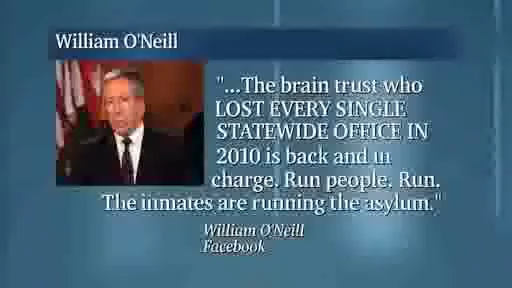 William O'Neill
"...The brain trust who
LOST EVERY SINGLE
STATEWIDE OFFICE IN
2010 is back and in
charge. Run people. Run.
The inmates are running the asylum."
William O'Neill
Facebook